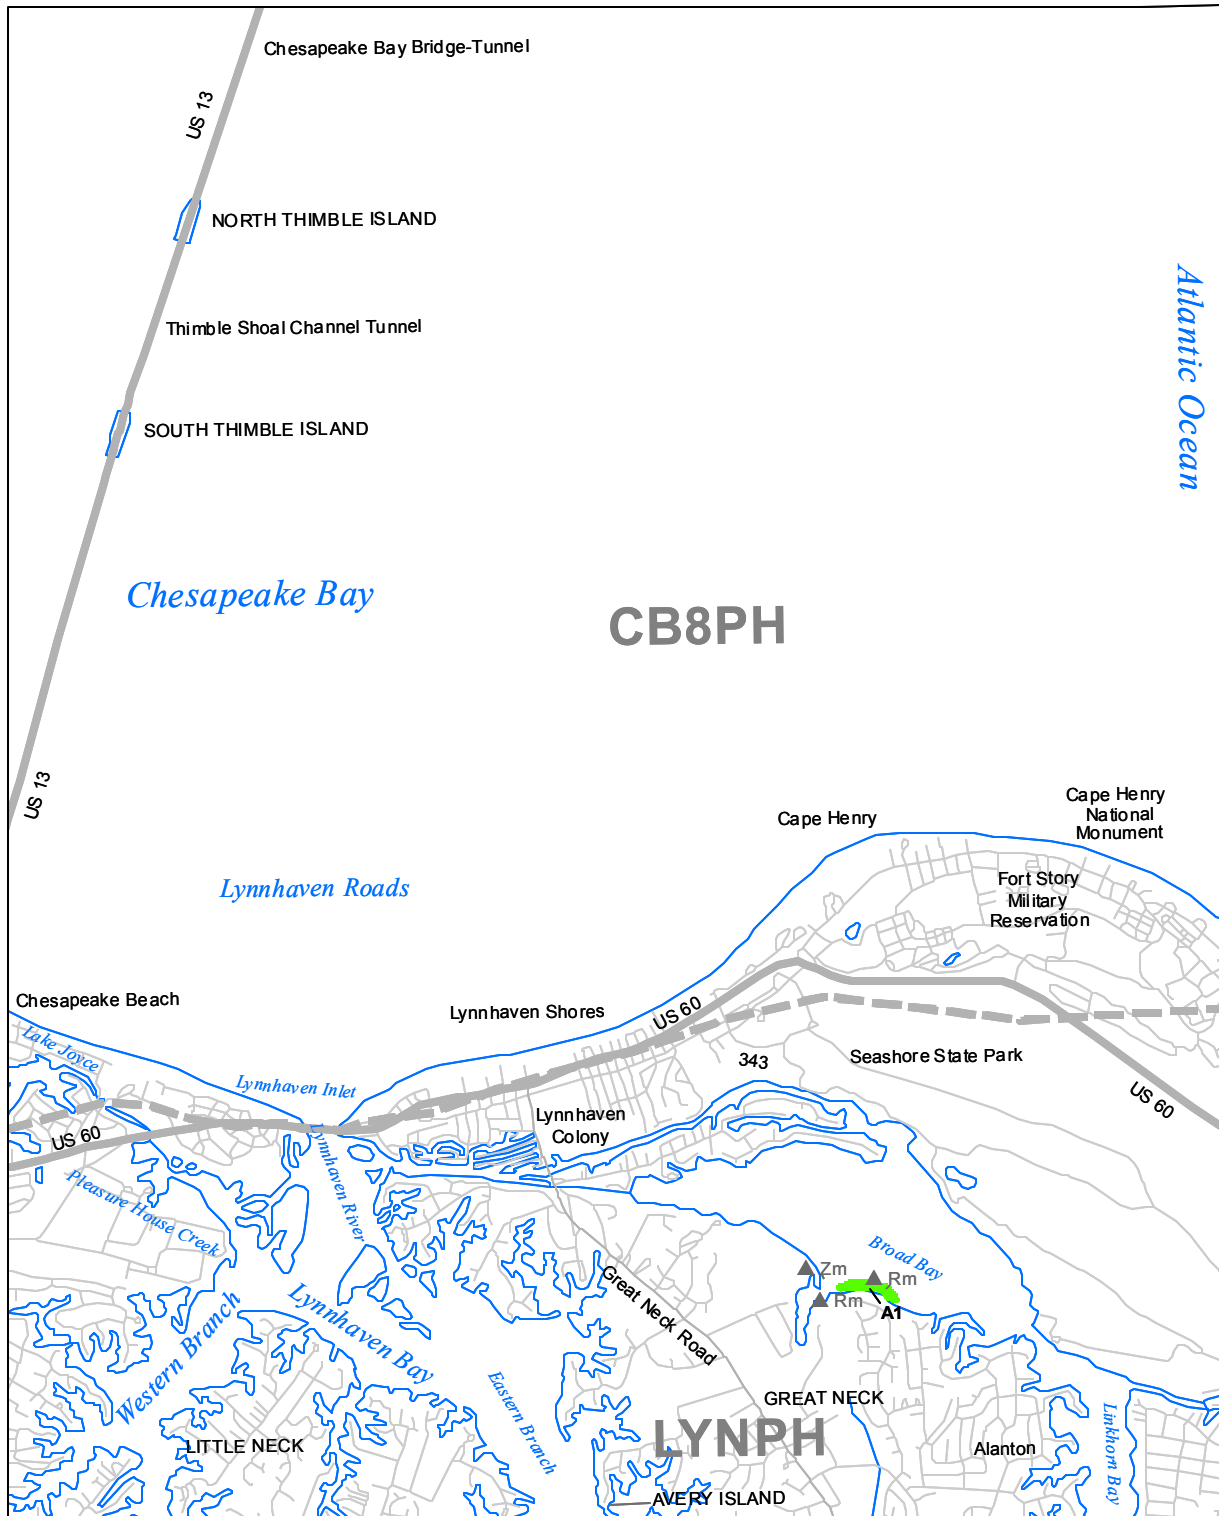 Chesapeake Bay Bridge-Tunnel
US 13
NORTH THIMBLE ISLAND
Thimble Shoal Channel Tunnel
Atlantic Ocean
SOUTH THIMBLE ISLAND
Chesapeake Bay
CB8PH
US 13
Cape Henry
Cape Henry
National
Monument
Lynnhaven Roads
Fort Story
Military
Reservation
Chesapeake Beach
Lynnhaven Shores
US 60
Lake Joyce
343
Seashore State Park
Lynnhaven Inlet
US 60
Lynnhaven
Colony
US 60
Lynnhaven River
Pleasure House Creek
Broad Bay
Zm
Rm
Rm
A1
Great Neck Road
Lynnhaven Bay
Western Branch
Eastern Branch
GREAT NECK
LYNPH
LITTLE NECK
Alanton
Linkhorn Bay
AVERY ISLAND